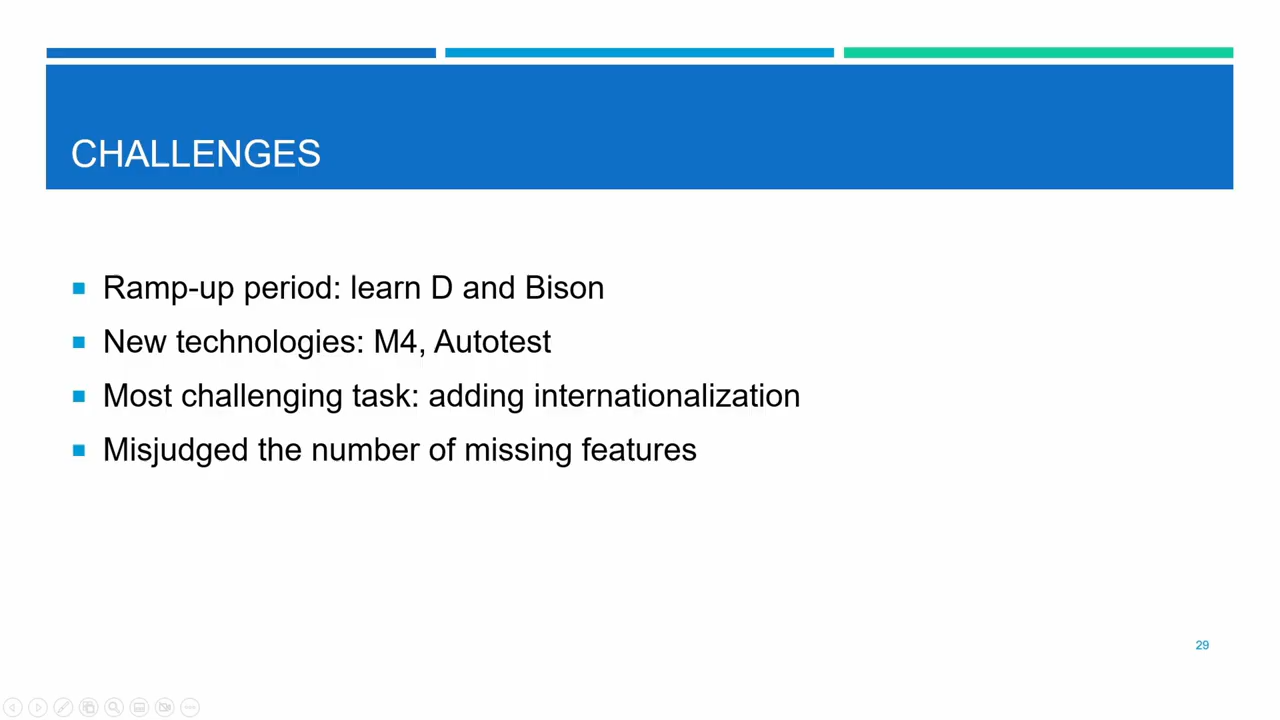 CHALLENGES
Ramp-up period: learn D and Bison
New technologies: M4, Autotest
Most challenging task: adding internationalization
Misjudged the number of missing features
29